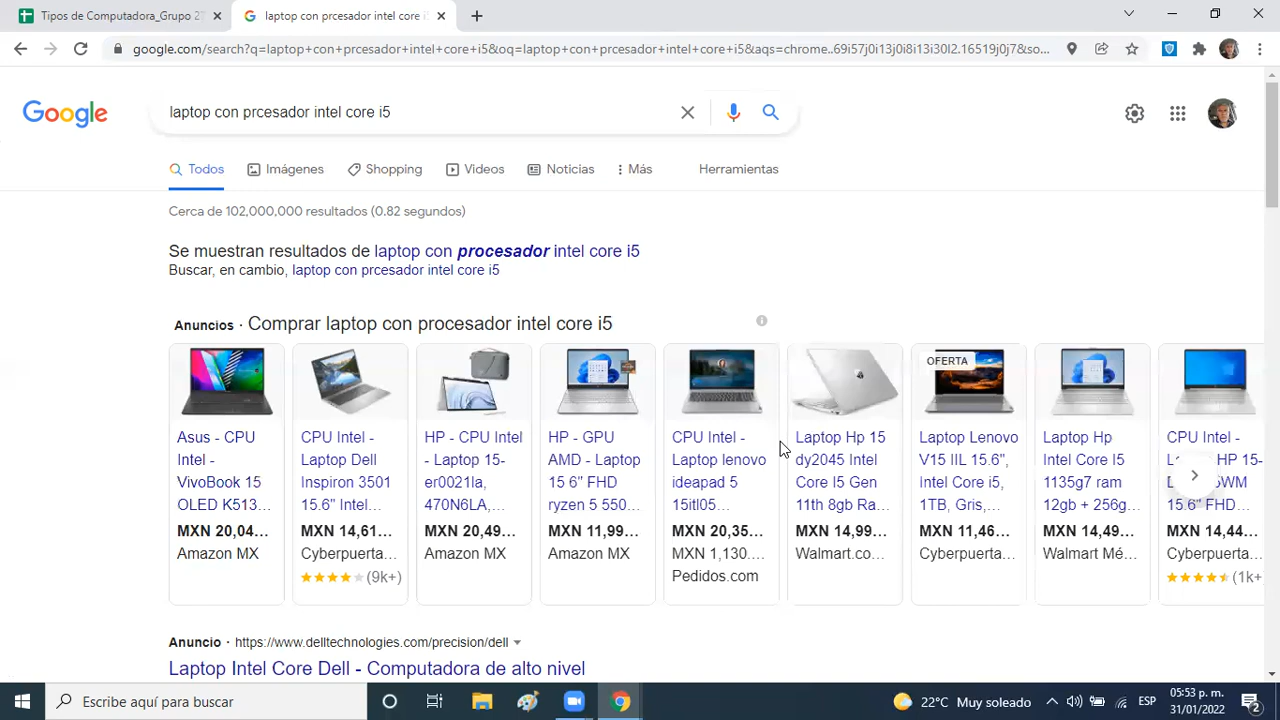 Tipos de Computadora_Grupo 2
laptop con prcesador intel core i
google.com/search?q=laptop+con+prcesador+intel+core+i5&oq=laptop+con+prcesador+intel+core+i5&aqs=chrome..69i57j0i13j0i8i13i30l2.16519j0j7&so...
Google
laptop con prcesador intel core i5
Todos
Imágenes
Shopping
Videos
Noticias
Más
Herramientas
Cerca de 102,000,000 resultados (0.82 segundos)
Se muestran resultados de laptop con procesador intel core i5
Buscar, en cambio, laptop con prcesador intel core i5
Anuncios · Comprar laptop con procesador intel core i5
Asus - CPU
Intel -
VivoBook 15
OLED K513...
MXN 20,04...
Amazon MX
CPU Intel -
Laptop Dell
Inspiron 3501
15.6" Intel...
MXN 14,61...
Cyberpuerta...
(9k+)
HP - CPU Intel
- Laptop 15-
er0021la,
470N6LA,...
MXN 20,49...
Amazon MX
HP - GPU
AMD - Laptop
15 6" FHD
ryzen 5 550...
MXN 11,99...
Amazon MX
CPU Intel -
Laptop lenovo
ideapad 5
15itl05...
MXN 20,35...
MXN 1,130....
Pedidos.com
Laptop Hp 15
dy2045 Intel
Core I5 Gen
11th 8gb Ra...
MXN 14,99...
Walmart.co...
OFERTA
Laptop Lenovo
V15 IIL 15.6",
Intel Core i5,
1TB, Gris,...
MXN 11,46...
Cyberpuerta...
Laptop Hp
Intel Core I5
1135g7 ram
12gb + 256g...
MXN 14,49...
Walmart Mé...
CPU Intel -
HP 15-
15.6" FHD...
MXN 14,44...
Cyberpuerta...
(1k+)
Anuncio · https://www.delltechnologies.com/precision/dell
Laptop Intel Core Dell - Computadora de alto nivel
Escribe aquí para buscar
22°C Muy soleado
ESP
05:53 p. m.
31/01/2022
2